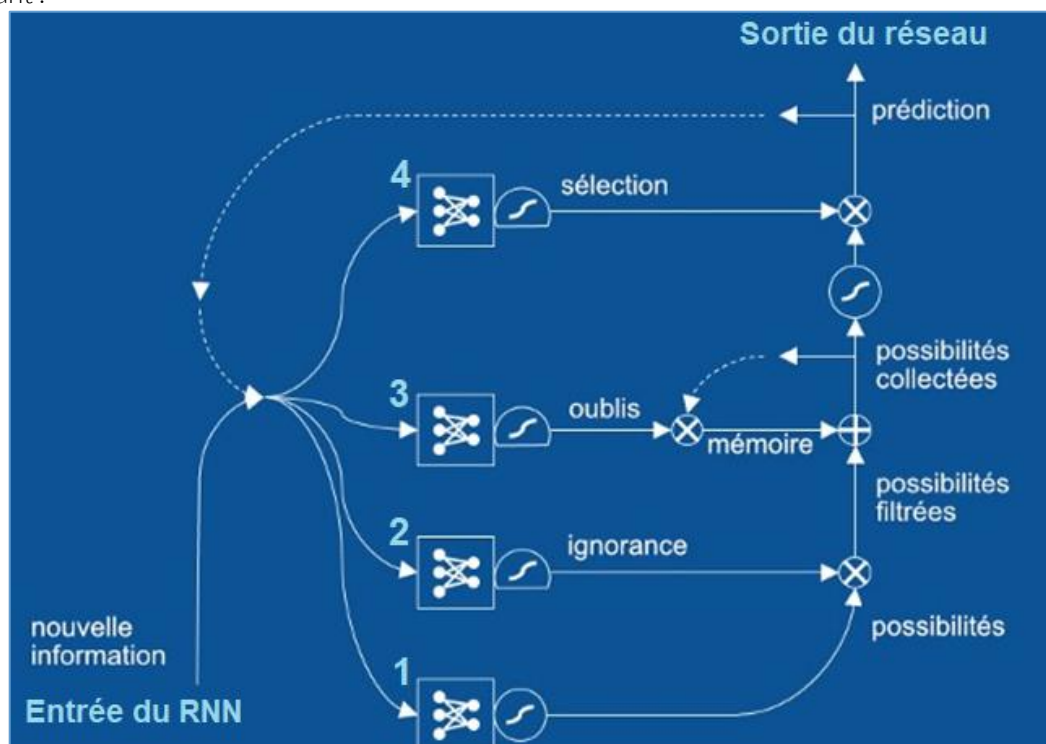 Sortie du réseau
prédiction
4
sélection
possibilités
collectées
3
oublis
mémoire
possibilités
filtrées
2
ignorance
possibilités
nouvelle
information
1
Entrée du RNN